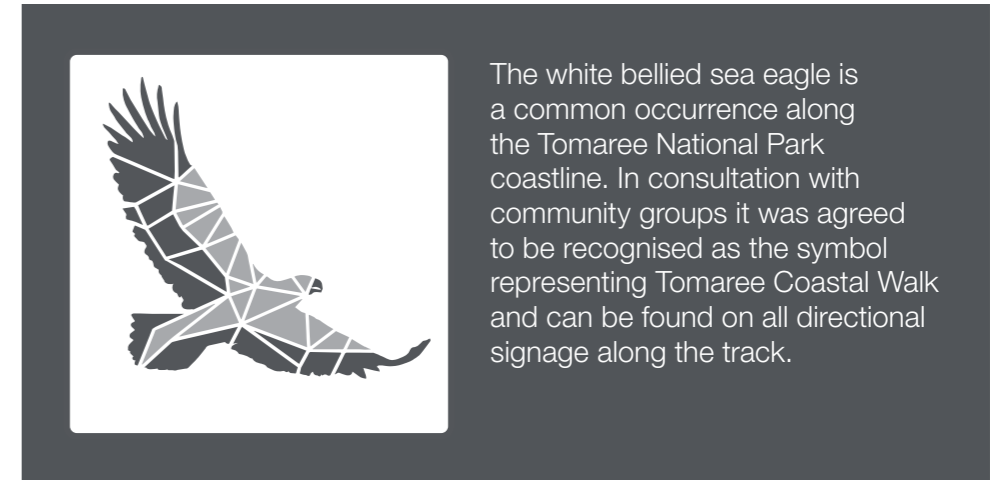 The white bellied sea eagle is
a common occurrence along
the Tomaree National Park
coastline. In consultation with
community groups it was agreed
to be recognised as the symbol
representing Tomaree Coastal Walk
and can be found on all directional
signage along the track.